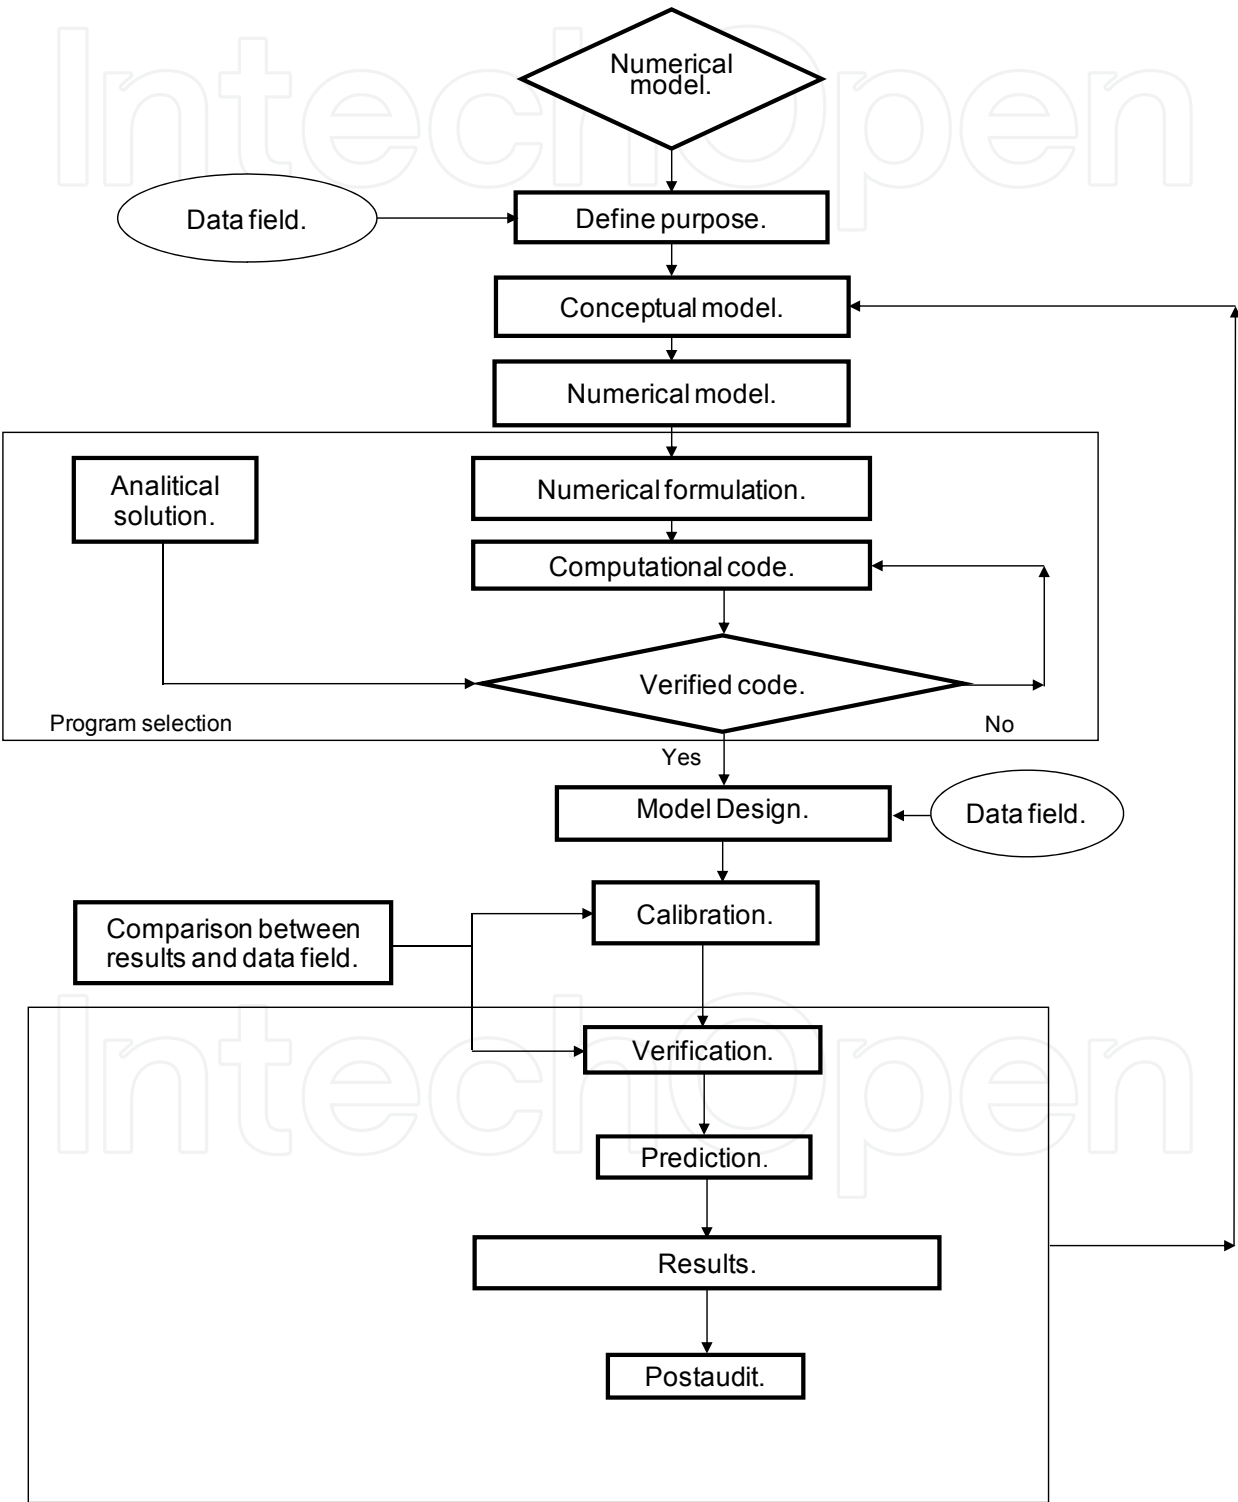 IntechOpen
Numerical
model.
Data field.
Define purpose.
Conceptual model.
Numerical model.
Analitical
solution.
Numerical formulation.
Computational code.
Verified code.
Program selection
No
Yes
Model Design.
Data field.
Calibration.
Comparison between
results and data field.
IntechOpen
Verification.
Prediction.
Results.
Postaudit.